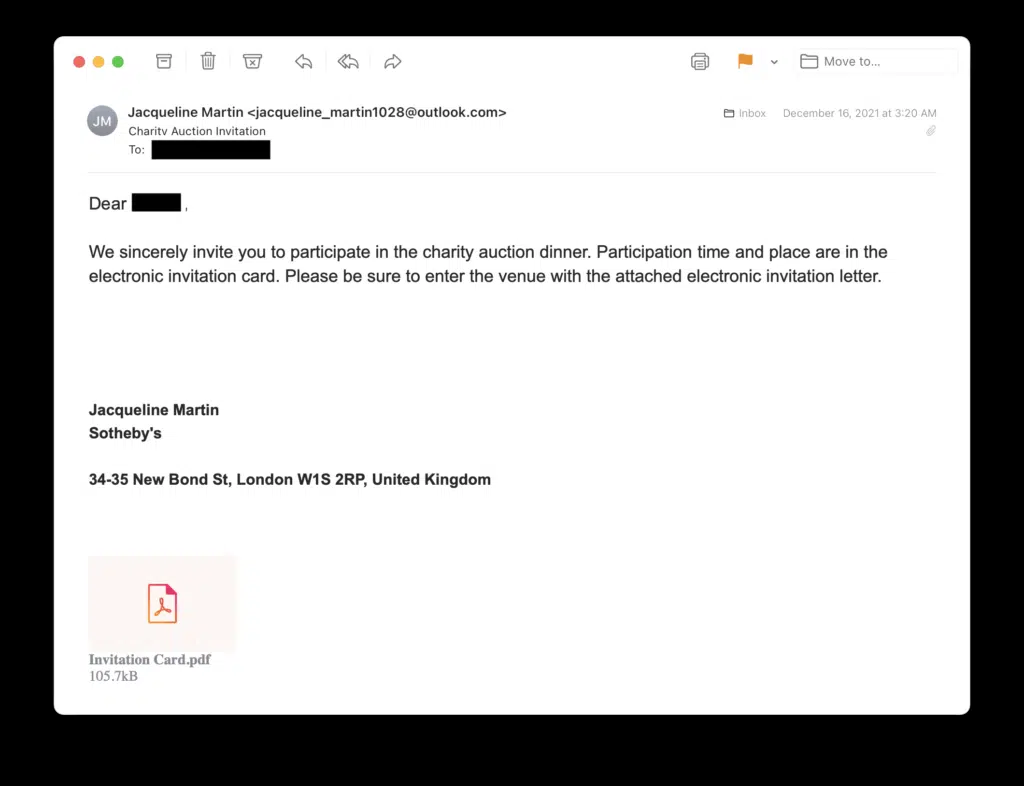 Move to...
JM
Jacqueline Martin <jacqueline_martin1028@outlook.com>
Inbox
December 16, 2021 at 3:20 AM
Charity Auction Invitation
To:
Dear ,
We sincerely invite you to participate in the charity auction dinner. Participation time and place are in the
electronic invitation card. Please be sure to enter the venue with the attached electronic invitation letter.
Jacqueline Martin
Sotheby's
34-35 New Bond St, London W1S 2RP, United Kingdom
Invitation Card.pdf
105.7kB